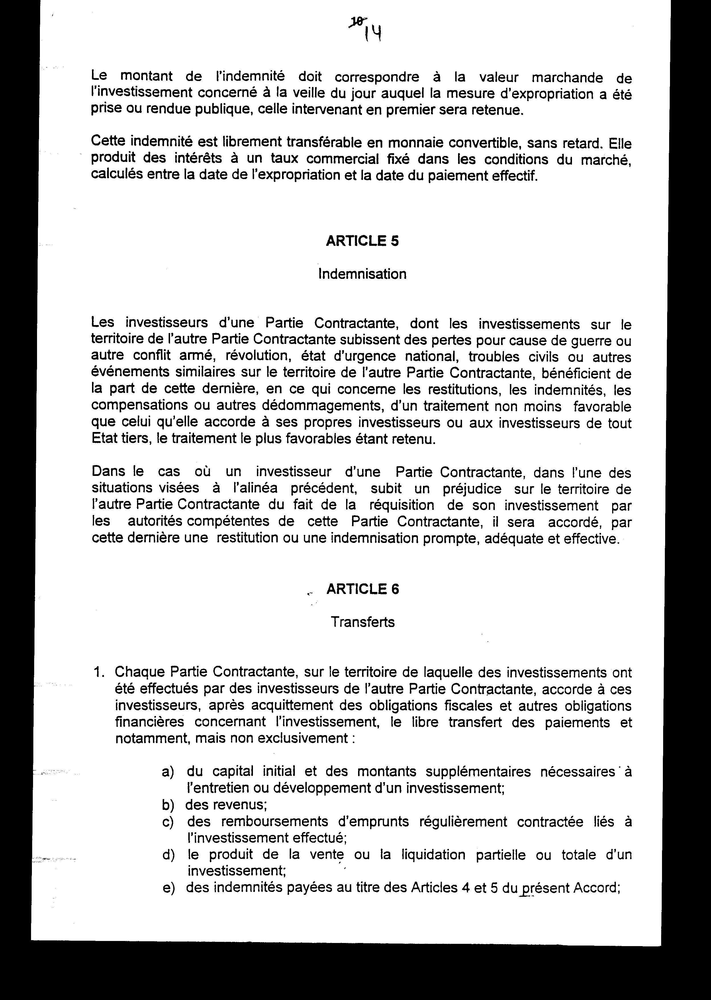 10
14
Le montant de l'indemnité doit correspondre à la valeur marchande de
l'investissement concerné à la veille du jour auquel la mesure d'expropriation a été
prise ou rendue publique, celle intervenant en premier sera retenue.
Cette indemnité est librement transférable en monnaie convertible, sans retard. Elle
produit des intérêts à un taux commercial fixé dans les conditions du marché,
calculés entre la date de l'expropriation et la date du paiement effectif.
ARTICLE 5
Indemnisation
Les investisseurs d'une Partie Contractante, dont les investissements sur le
territoire de l'autre Partie Contractante subissent des pertes pour cause de guerre ou
autre conflit armé, révolution, état d'urgence national, troubles civils ou autres
événements similaires sur le territoire de l'autre Partie Contractante, bénéficient de
la part de cette dernière, en ce qui concerne les restitutions, les indemnités, les
compensations ou autres dédommagements, d'un traitement non moins favorable
que celui qu'elle accorde à ses propres investisseurs ou aux investisseurs de tout
Etat tiers, le traitement le plus favorables étant retenu.
Dans le cas où un investisseur d'une Partie Contractante, dans l'une des
situations visées à l'alinéa précédent, subit un préjudice sur le territoire de
l'autre Partie Contractante du fait de la réquisition de son investissement par
les autorités compétentes de cette Partie Contractante, il sera accordé, par
cette dernière une restitution ou une indemnisation prompte, adéquate et effective.
ARTICLE 6
Transferts
1. Chaque Partie Contractante, sur le territoire de laquelle des investissements ont
été effectués par des investisseurs de l'autre Partie Contractante, accorde à ces
investisseurs, après acquittement des obligations fiscales et autres obligations
financières concernant l'investissement, le libre transfert des paiements et
notamment, mais non exclusivement :
a) du capital initial et des montants supplémentaires nécessaires à
l'entretien ou développement d'un investissement;
b) des revenus;
c) des remboursements d'emprunts régulièrement contractée liés à
l'investissement effectué;
d) le produit de la vente ou la liquidation partielle ou totale d'un
investissement;
e) des indemnités payées au titre des Articles 4 et 5 du présent Accord;